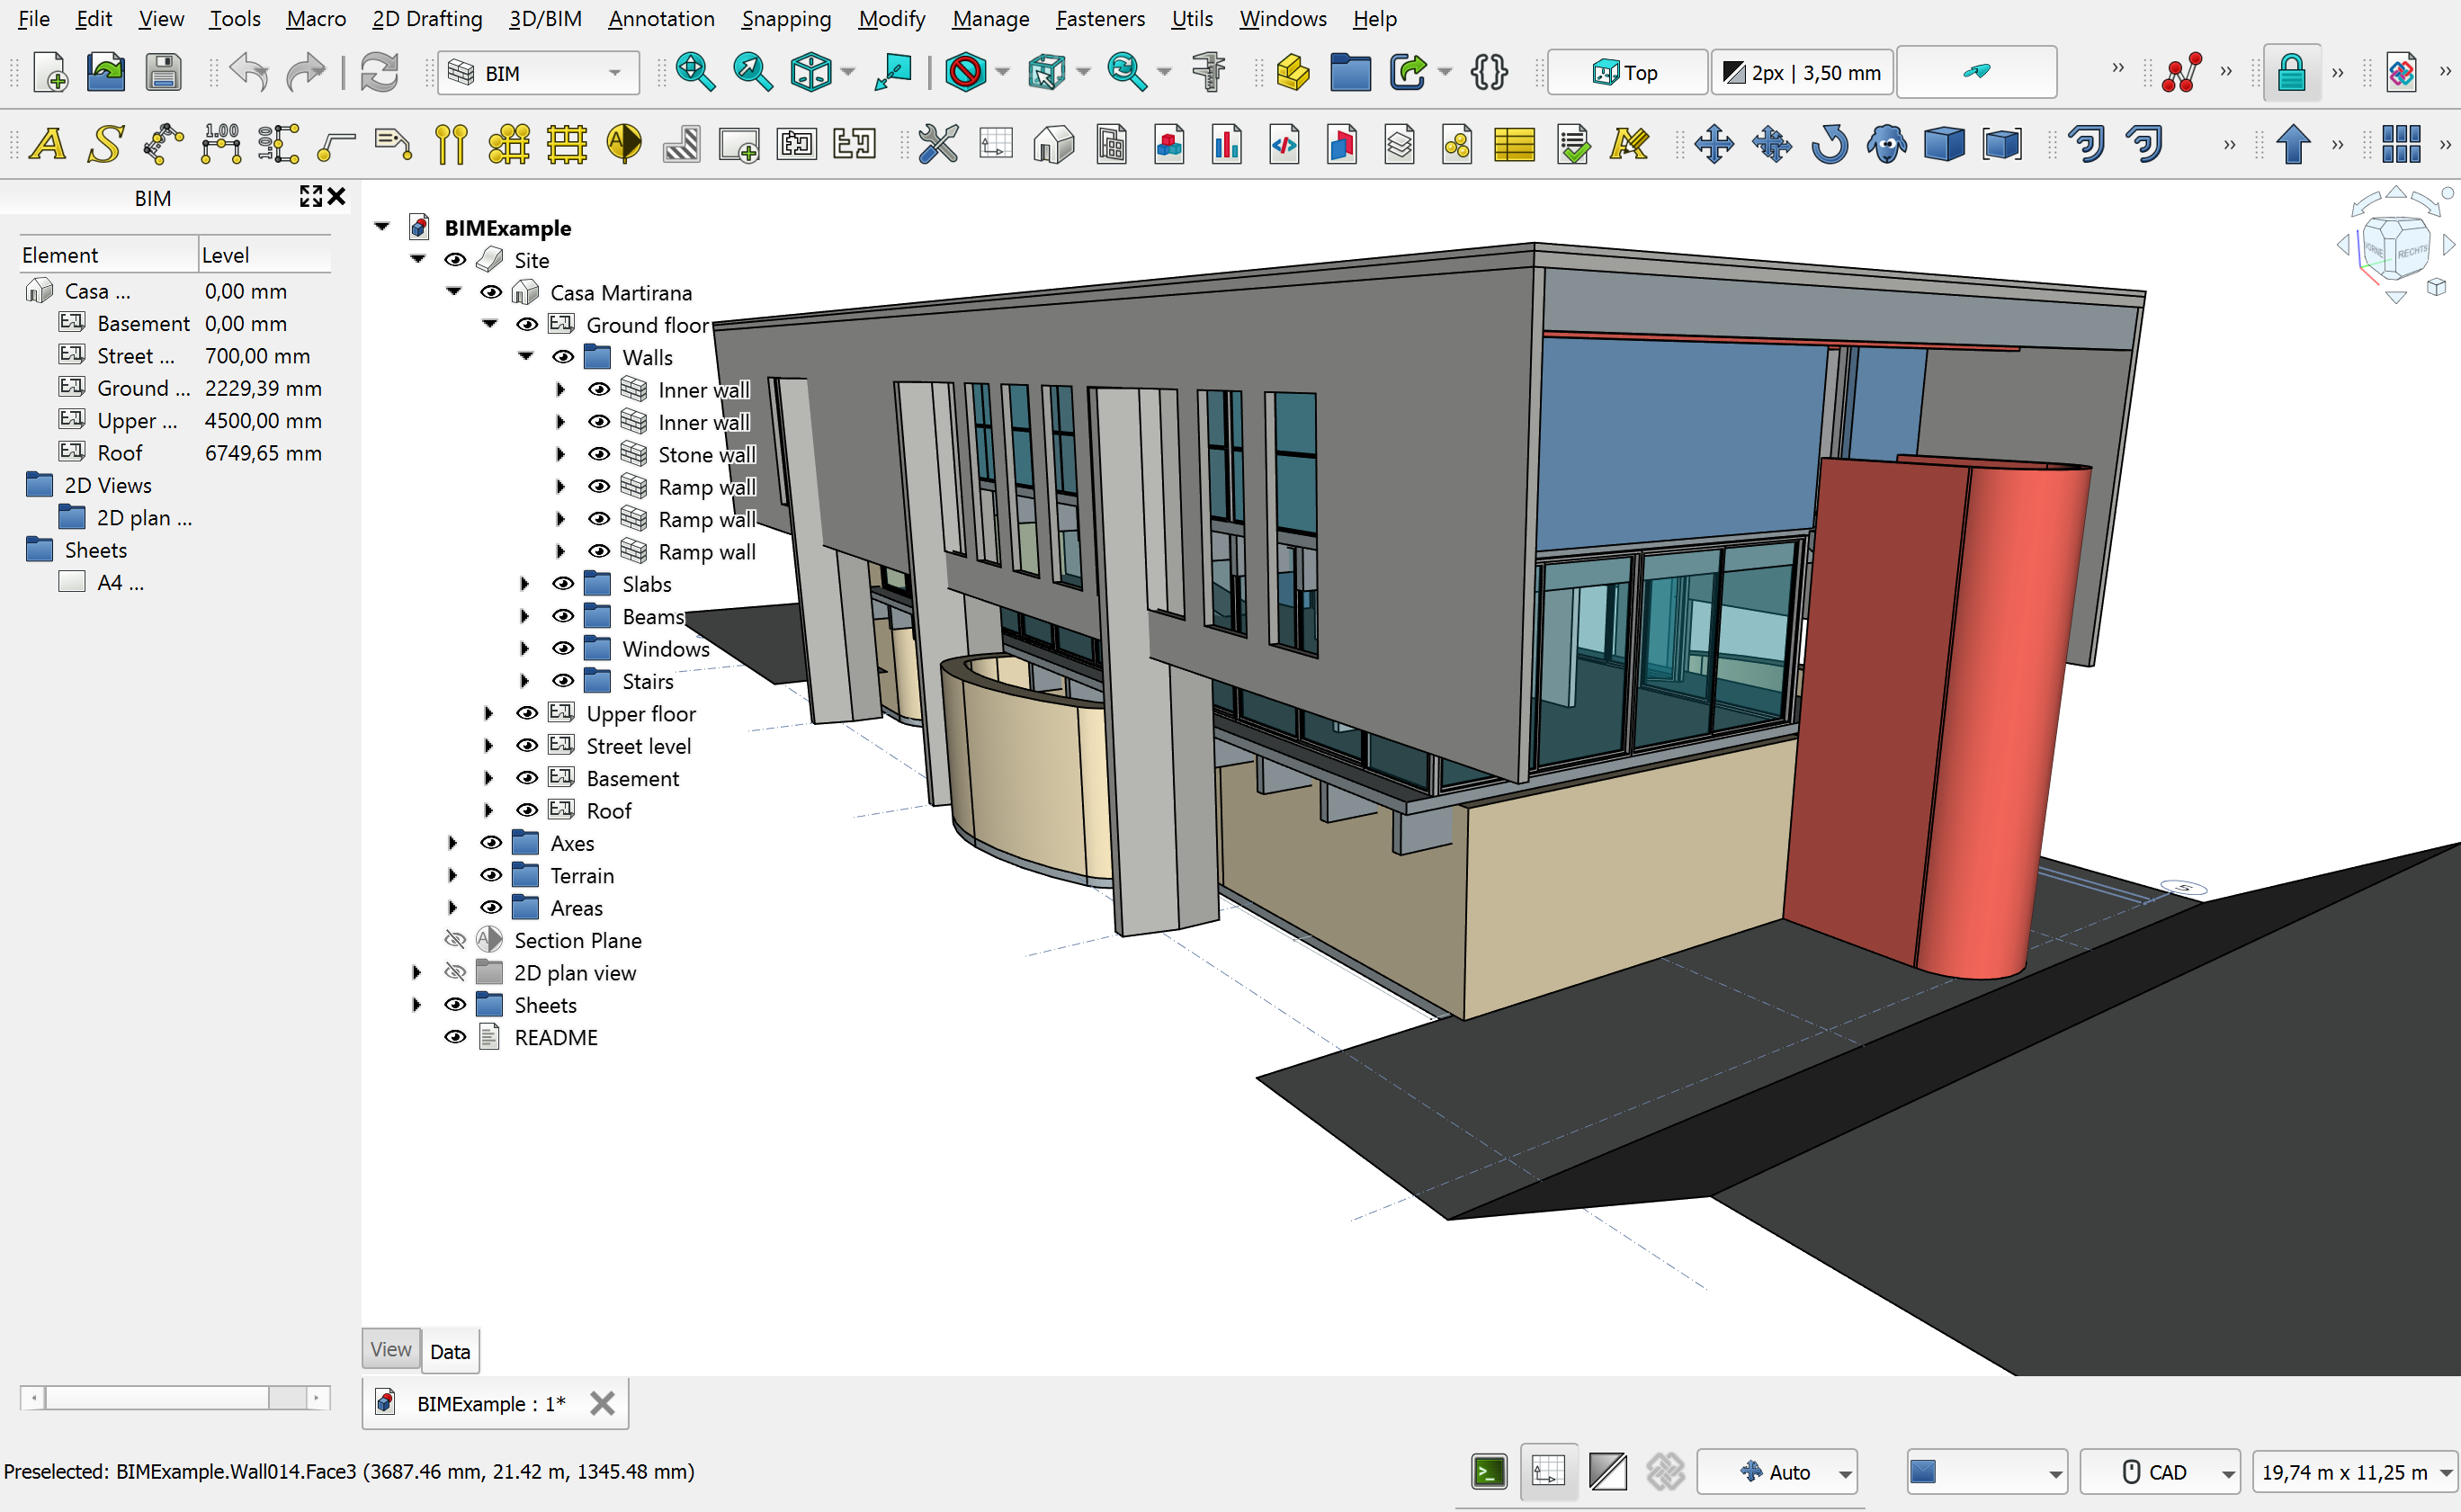 File Edit View Tools Macro 2D Drafting 3D/BIM Annotation Snapping Modify Manage Fasteners Utils Windows Help
BIM
Top
2px | 3,50 mm
1.00
BIM
Element Level
Casa ... 0,00 mm
Basement 0,00 mm
Street ... 700,00 mm
Ground ... 2229,39 mm
Upper ... 4500,00 mm
Roof 6749,65 mm
2D Views
2D plan ...
Sheets
A4 ...
BIMExample
Site
Casa Martirana
Ground floor
Walls
Inner wall
Inner wall
Stone wall
Ramp wall
Ramp wall
Ramp wall
Slabs
Beams
Windows
Stairs
Upper floor
Street level
Basement
Roof
Axes
Terrain
Areas
Section Plane
2D plan view
Sheets
README
RECHTS
5
View Data
BIMExample : 1*
Preselected: BIMExample.Wall014.Face3 (3687.46 mm, 21.42 m, 1345.48 mm)
Auto
CAD
19,74 m x 11,25 m